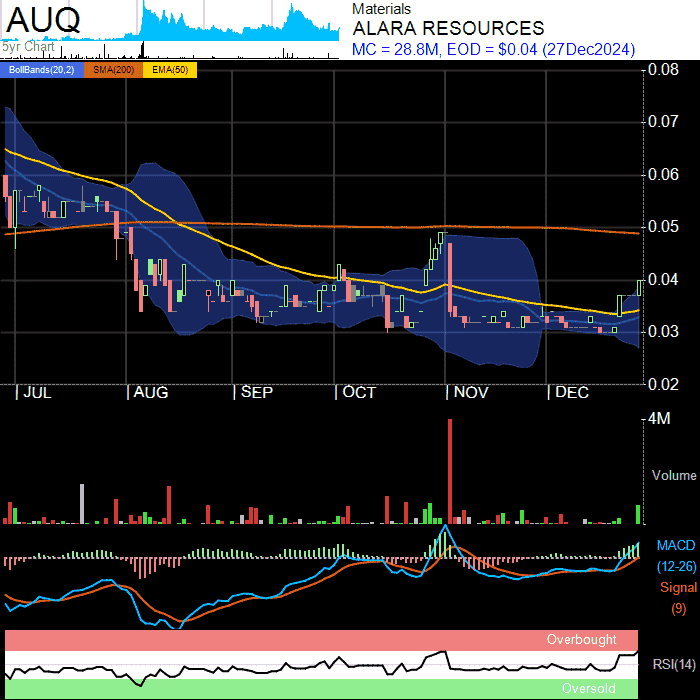 AUQ
5yr Chart
Materials
ALARA RESOURCES
MC = 28.8M, EOD = $0.04 (27Dec2024)
BollBands(20,2) SMA(200) EMA(50)
0.08
0.07
0.06
0.05
0.04
0.03
0.02
JUL AUG SEP OCT NOV DEC
4M
Volume
MACD
(12-26)
Signal
(9)
Overbought
RSI(14)
Oversold